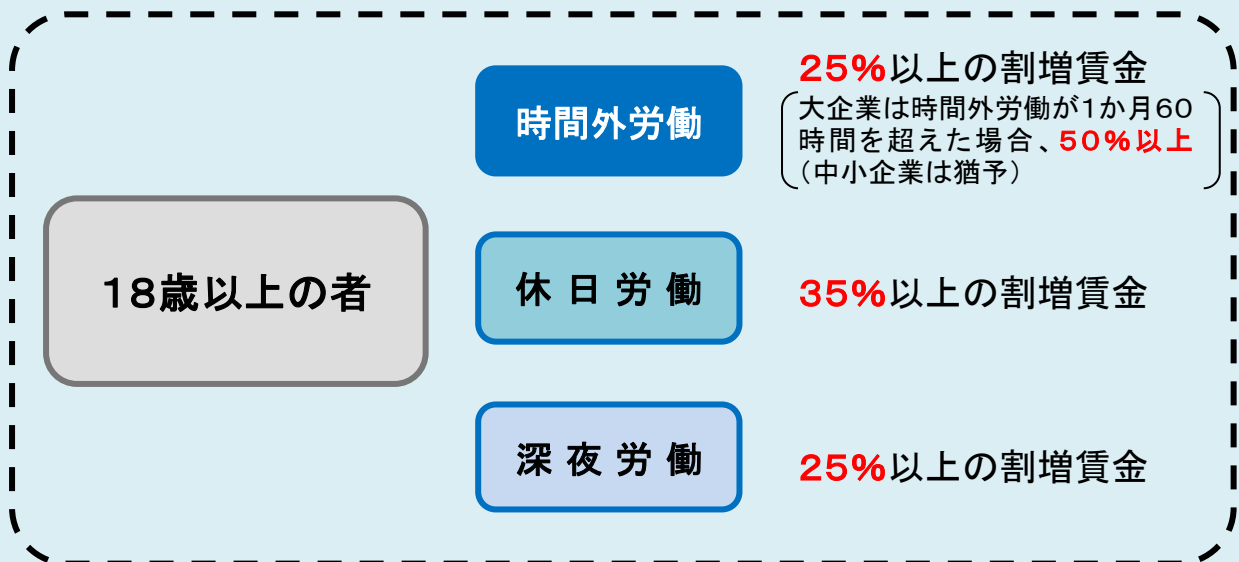 18歳以上の者
時間外労働
25%以上の割増賃金
大企業は時間外労働が1か月60
時間を超えた場合、50%以上
(中小企業は猶予)
休日労働
35%以上の割増賃金
深夜労働
25%以上の割増賃金